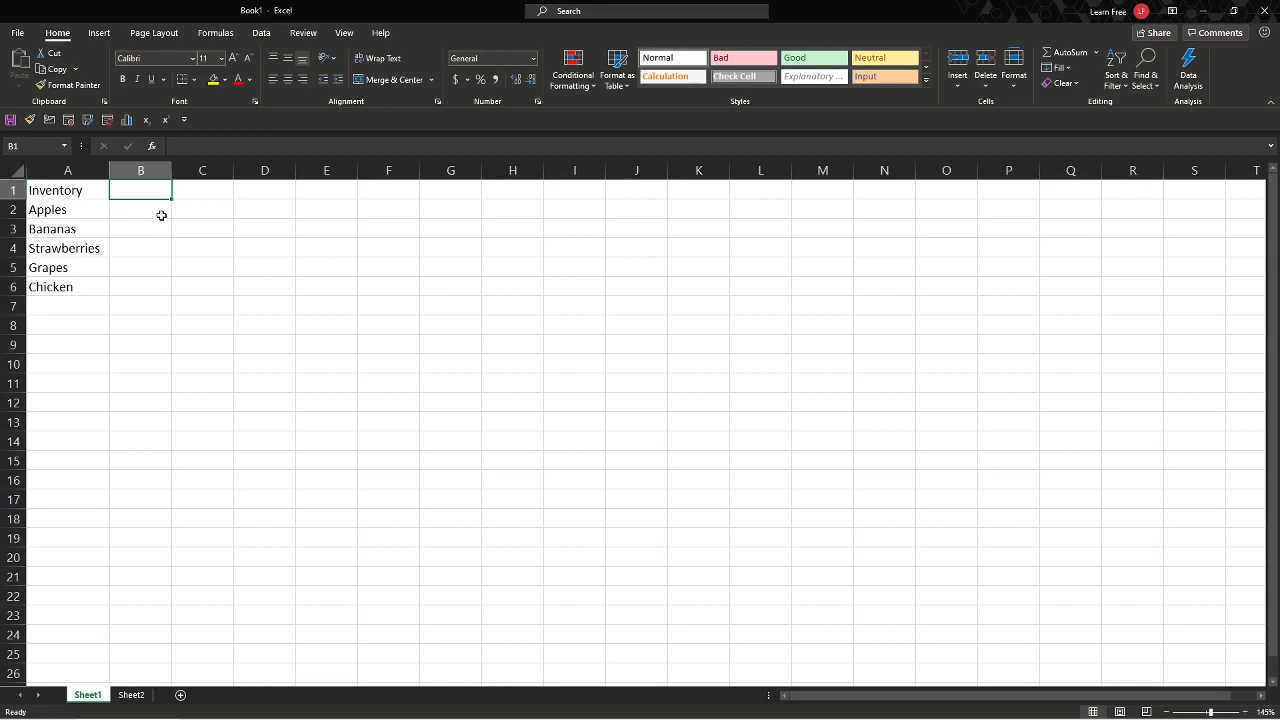 Book1 - Excel
Search
Learn Free LF
File Home Insert Page Layout Formulas Data Review View Help
Share Comments
Paste
Cut
Copy
Format Painter
Clipboard
Calibri 11 A A
B I U A
Font
ab Wrap Text
Merge & Center
Alignment
General
$ % 9
Number
Conditional Formatting
Format as Table
Normal Bad Good Neutral
Calculation Check Cell Explanatory ... Input
Styles
Insert Delete Format
Cells
AutoSum
Fill
Clear
Sort & Filter
Find & Select
Editing
Data Analysis
Analysis
B1 fx
A B C D E F G H I J K L M N O P Q R S T
1 Inventory
2 Apples
3 Bananas
4 Strawberries
5 Grapes
6 Chicken
7
8
9
10
11
12
13
14
15
16
17
18
19
20
21
22
23
24
25
26
Sheet1 Sheet2
Ready 145%